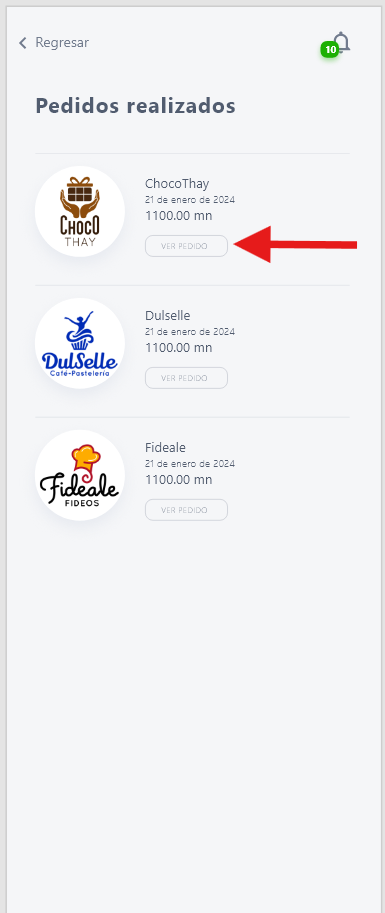 Regresar
10
Pedidos realizados
CHOCO
THAY
ChocoThay
21 de enero de 2024
1100.00 mn
VER PEDIDO
DulSelle
Café-Pastelería
Dulselle
21 de enero de 2024
1100.00 mn
VER PEDIDO
Fideale
FIDEOS
Fideale
21 de enero de 2024
1100.00 mn
VER PEDIDO